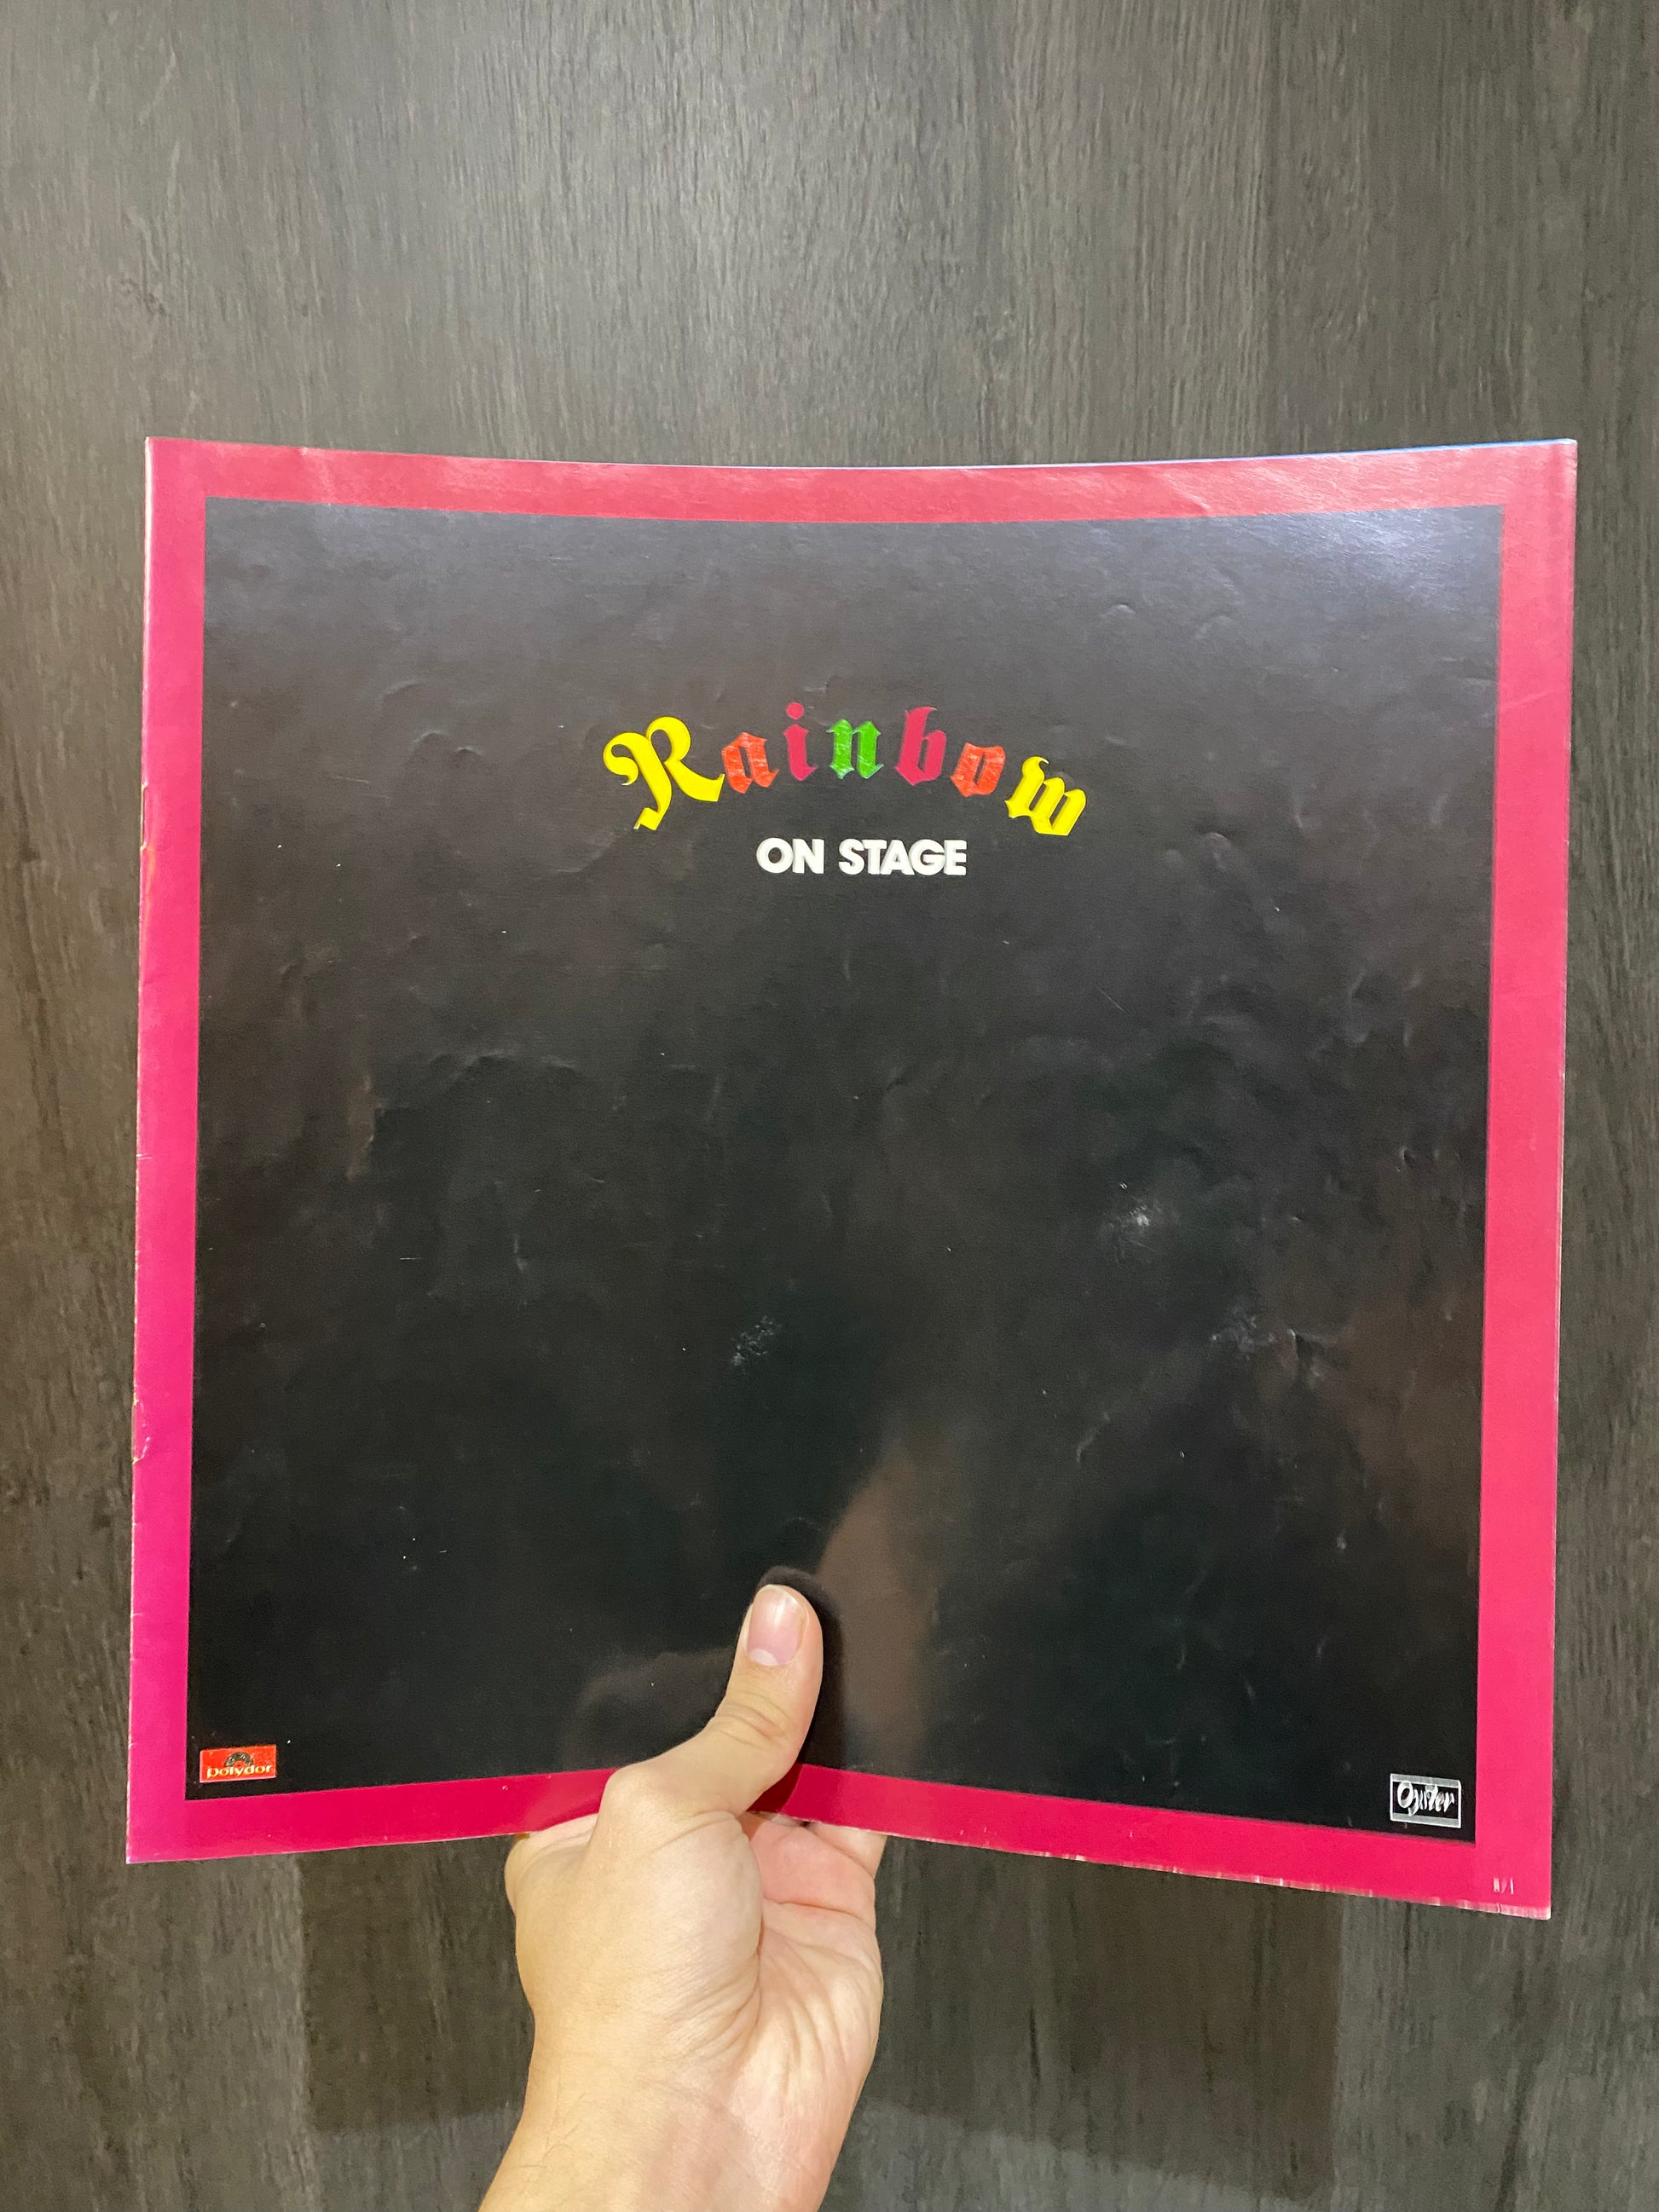 Rainbow
ON STAGE
polydor
Oyster